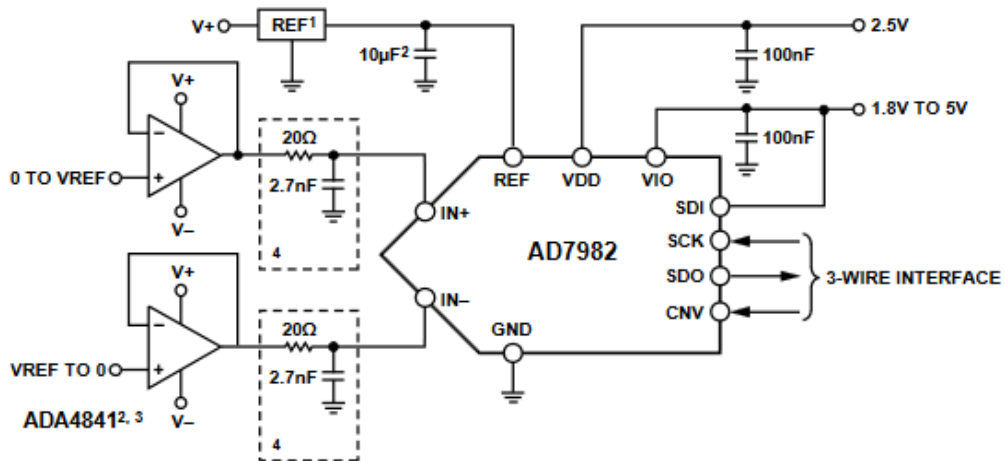 V+
REF1
10µF2
2.5V
100nF
1.8V TO 5V
100nF
V+
−
0 TO VREF
+
V−
20Ω
2.7nF
4
REF
VDD
VIO
IN+
SDI
SCK
AD7982
SDO
3-WIRE INTERFACE
CNV
IN−
GND
V+
−
VREF TO 0
+
V−
ADA48412, 3
20Ω
2.7nF
4